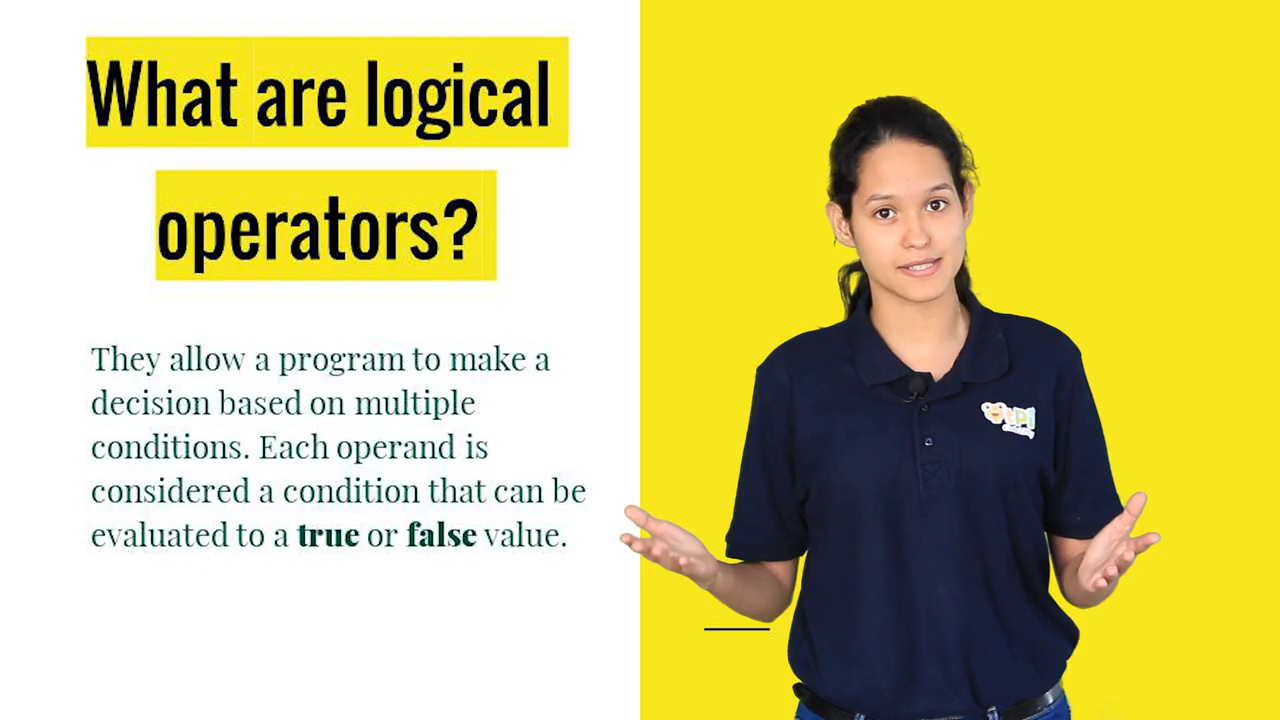 What are logical
operators?
They allow a program to make a
decision based on multiple
conditions. Each operand is
considered a condition that can be
evaluated to a true or false value.
tPi